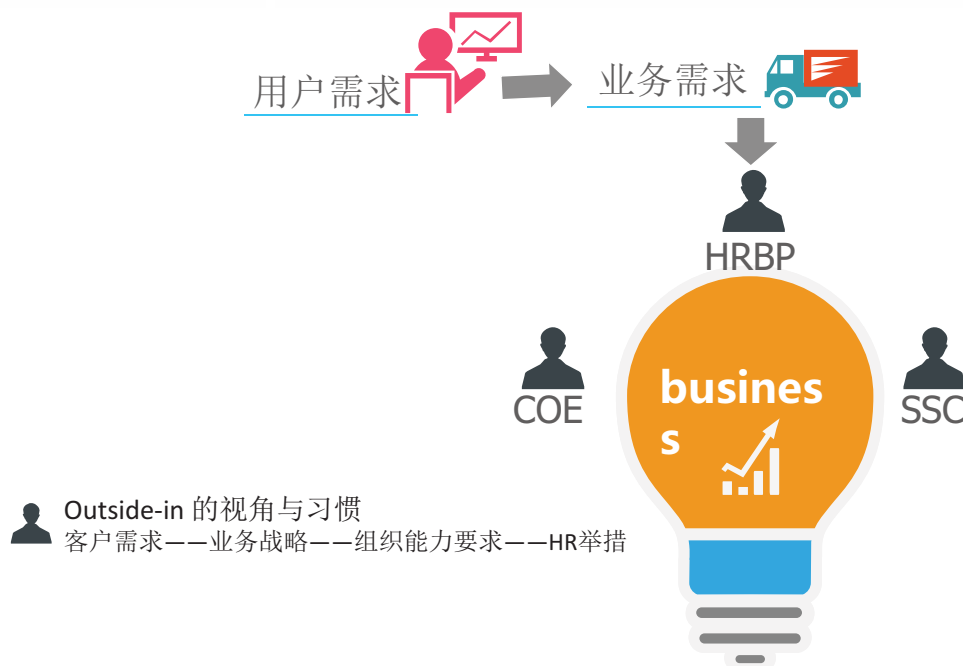 用户需求
业务需求
HRBP
COE
SSC
busines
s
Outside-in 的视角与习惯
客户需求——业务战略——组织能力要求——HR举措